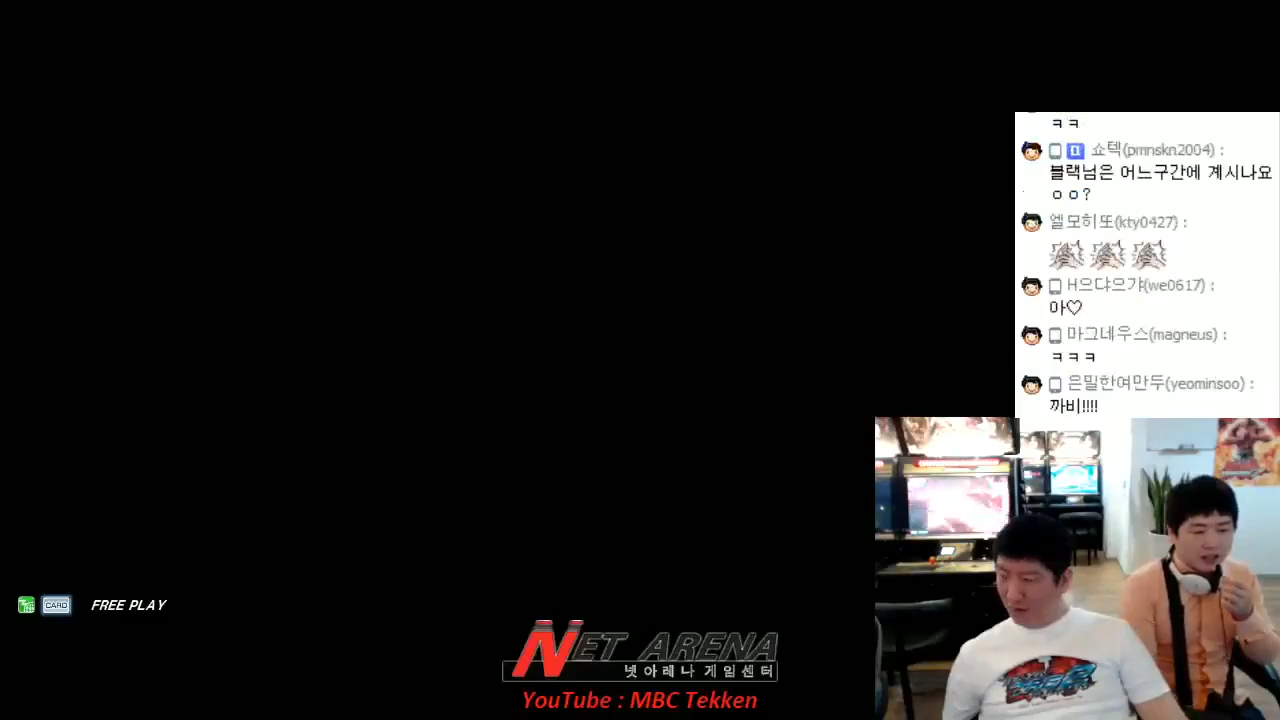 ㅋㅋ
쇼텍(pmnskn2004) :
블랙님은 어느구간에 계시나요
ㅇㅇ?
엘모히또(kty0427) :
H으댜으갸(we0617) :
아♡
마그네우스(magneus) :
ㅋㅋㅋ
은밀한여만두(yeominsoo) :
까비!!!!
CARD FREE PLAY
NET ARENA
넷아레나 게임센터
YouTube : MBC Tekken